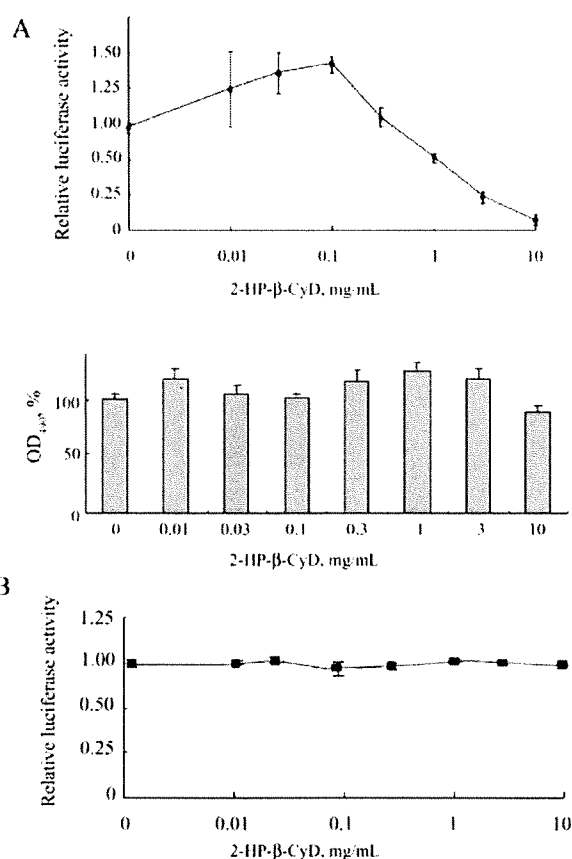 A
Relative luciferase activity
1.50
1.25
1.00
0.50
0.25
0
0 0.01 0.1 1 10
2-HP-β-CyD, mg/mL
OD₄₉₀, %
100
50
0
0 0.01 0.03 0.1 0.3 1 3 10
2-HP-β-CyD, mg/mL
B
Relative luciferase activity
1.25
1.00
0.50
0.25
0
0 0.01 0.1 1 10
2-HP-β-CyD, mg/mL